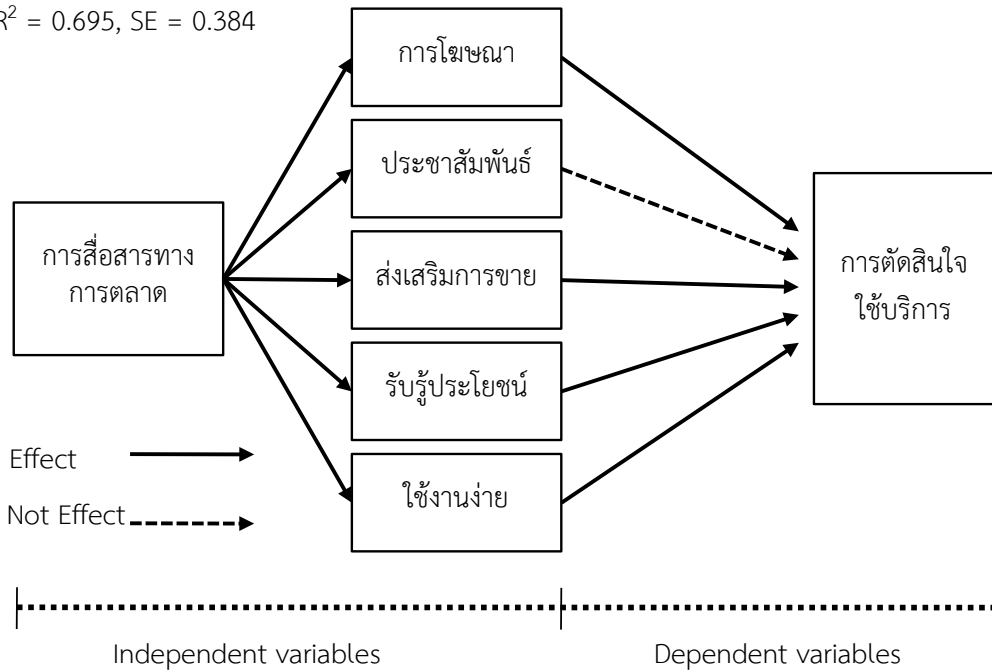 R² = 0.695, SE = 0.384
การโฆษณา
ประชาสัมพันธ์
การสื่อสารทาง
การตลาด
ส่งเสริมการขาย
การตัดสินใจ
ใช้บริการ
รับรู้ประโยชน์
ใช้งานง่าย
Effect
Not Effect
Independent variables
Dependent variables